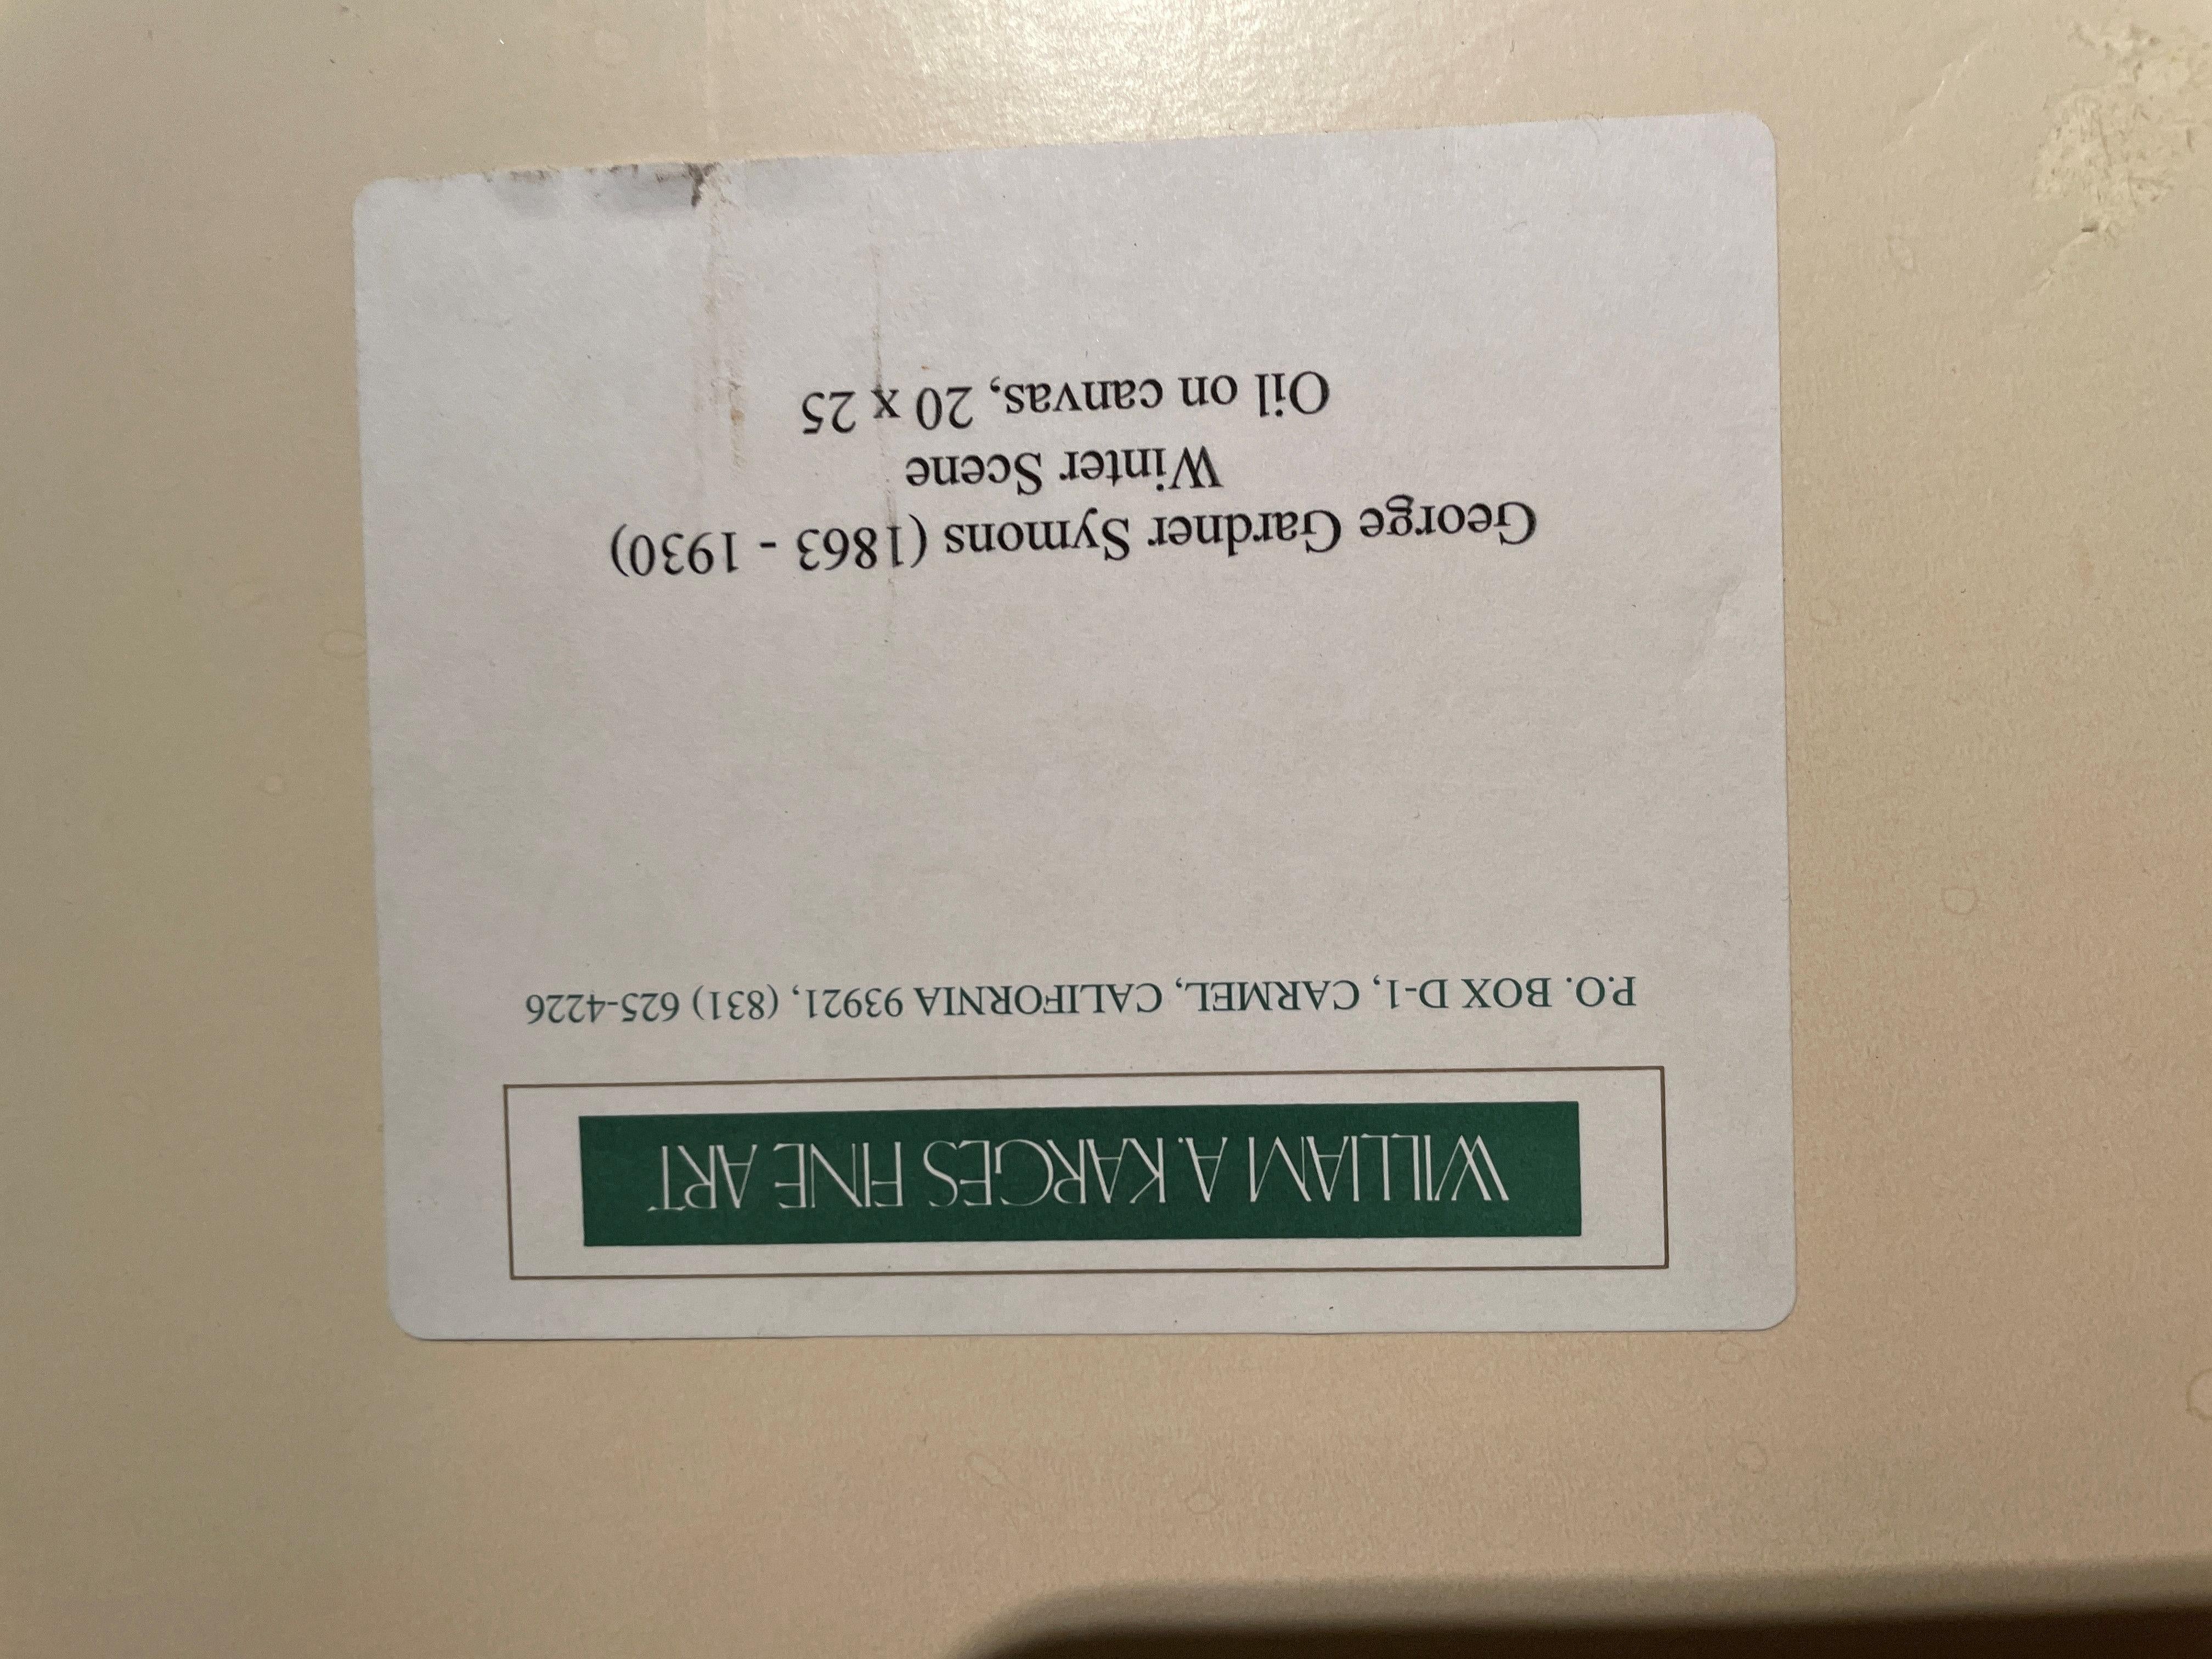 WILLIAM A. KARGES FINE ART
P.O. BOX D-1, CARMEL, CALIFORNIA 93921, (831) 625-4226
George Gardner Symons (1863 - 1930)
Winter Scene
Oil on canvas, 20 x 25